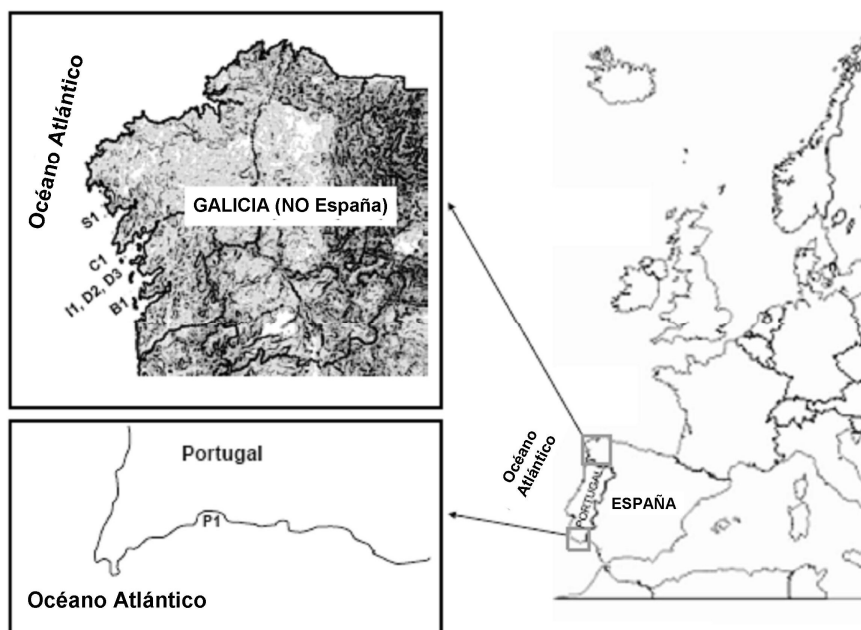 Océano Atlántico
GALICIA (NO España)
S1
C1
I1, D2, D3
B1
Portugal
P1
Océano Atlántico
Océano
Atlántico
PORTUGAL
ESPAÑA